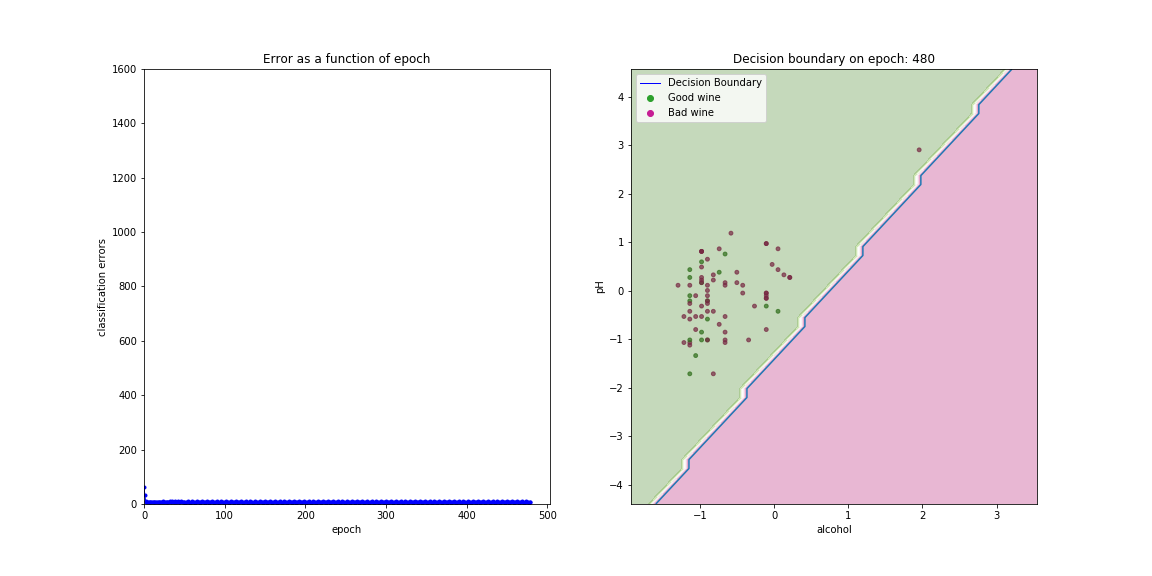 Error as a function of epoch
1600
1400
1200
1000
800
600
400
200
0
classification errors
0 100 200 300 400 500
epoch
Decision boundary on epoch: 480
Decision Boundary
Good wine
Bad wine
4
3
2
1
0
−1
−2
−3
−4
pH
−1 0 1 2 3
alcohol